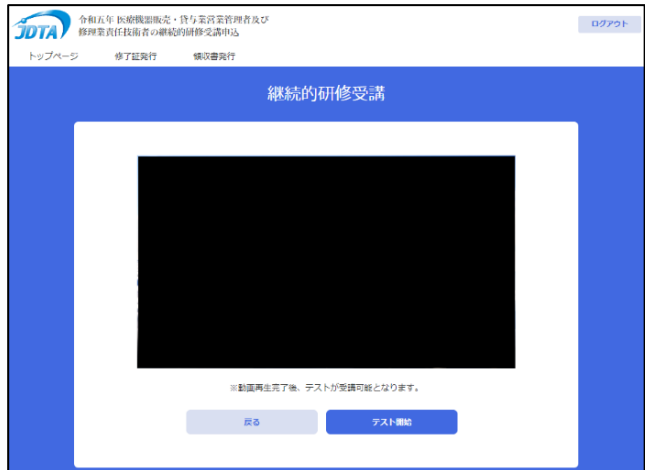 JDTA
令和五年 医療機器販売・貸与業営業管理者及び
修理業責任技術者の継続的研修受講申込
ログアウト
トップページ 修了証発行 領収書発行
継続的研修受講
※動画再生完了後、テストが受講可能となります。
戻る テスト開始